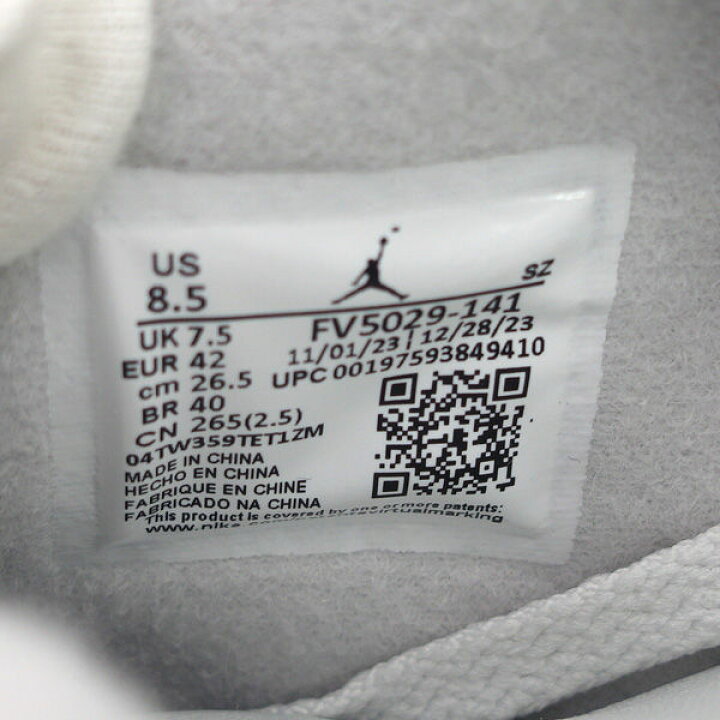 US
8.5
SZ
UK 7.5
FV5029-141
EUR 42
11/01/23 | 12/28/23
cm 26.5
UPC 00197593849410
BR 40
CN 265(2.5)
04TW359TET1ZM
MADE IN CHINA
HECHO EN CHINA
FABRIQUE EN CHINE
FABRICADO NA CHINA
This product is covered by one or more patents: